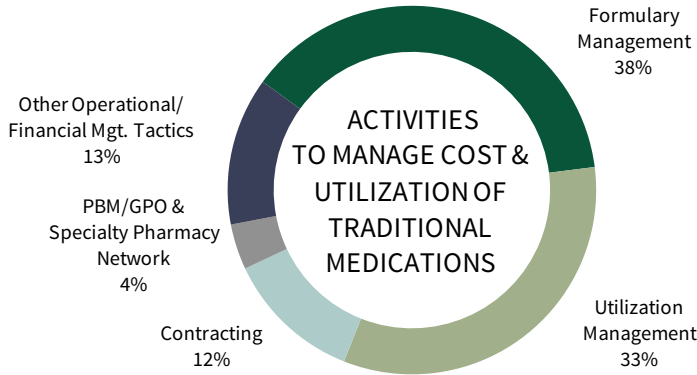 Formulary
Management
38%
Other Operational/
Financial Mgt. Tactics
13%
ACTIVITIES
TO MANAGE COST &
UTILIZATION OF
TRADITIONAL
MEDICATIONS
PBM/GPO &
Specialty Pharmacy
Network
4%
Contracting
12%
Utilization
Management
33%